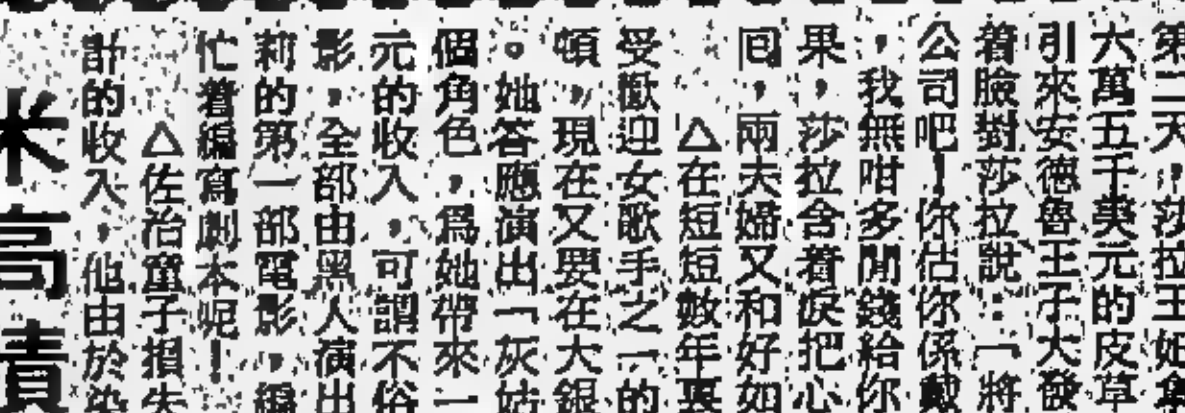 第二天，莎拉王妃集
六萬五千美元的皮草
引來安德魯王子大發
着臉對莎拉說：「將
公司吧！你估你係戴
，我無咁多閒錢給你
果，莎拉含着淚把心
囘，兩夫婦又和好如
△在短短數年裏
受歡迎女歌手之一的
頓，現在又要在大銀
。她答應演出「灰姑
個角色，爲她帶來一
元的收入，可謂不俗
影，全部由黑人演出
莉的第一部電影，編
忙着編寫劇本呢！
△佐治童子損失
計的收入，他由於染
米高責